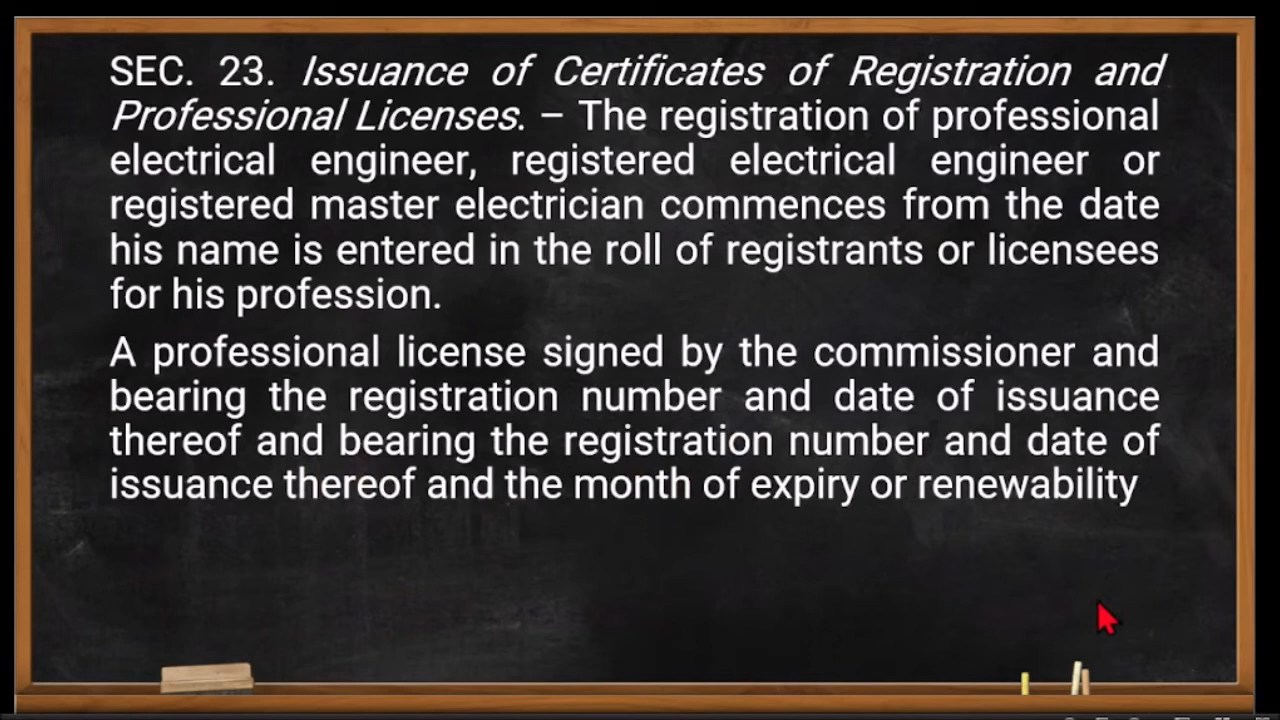 SEC. 23. Issuance of Certificates of Registration and
Professional Licenses. – The registration of professional
electrical engineer, registered electrical engineer or
registered master electrician commences from the date
his name is entered in the roll of registrants or licensees
for his profession.
A professional license signed by the commissioner and
bearing the registration number and date of issuance
thereof and bearing the registration number and date of
issuance thereof and the month of expiry or renewability